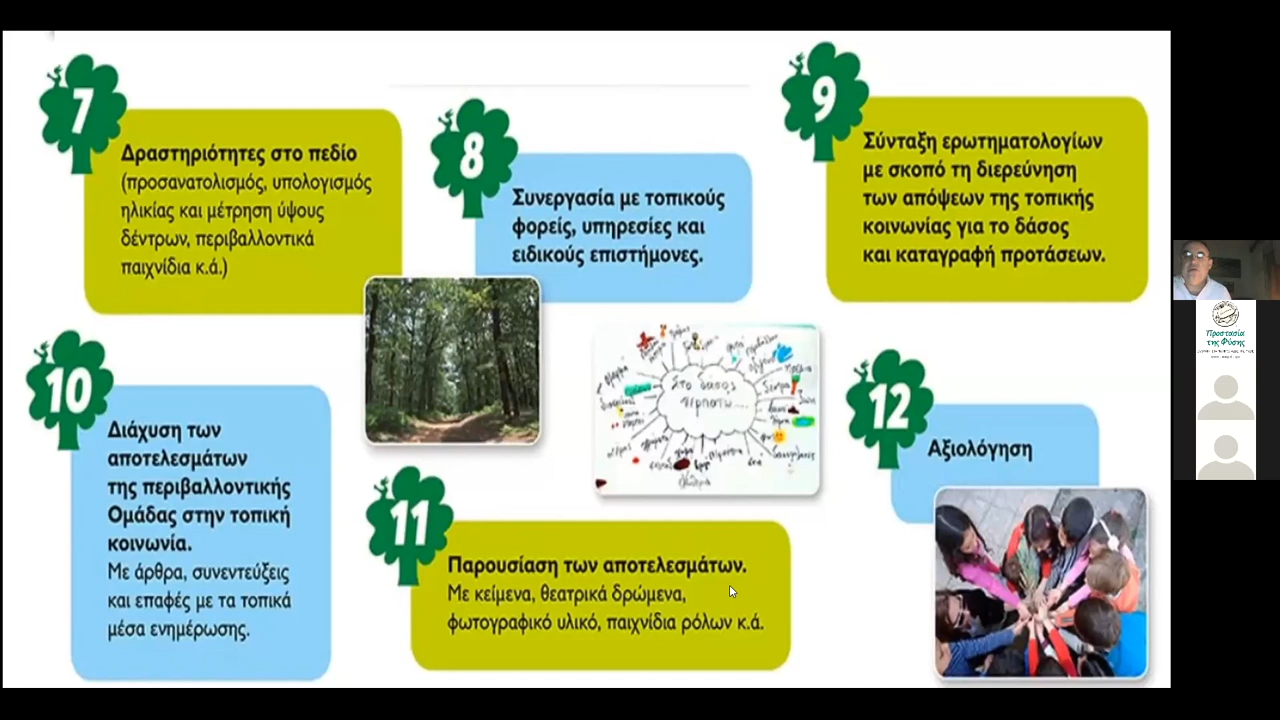 7
Δραστηριότητες στο πεδίο
(προσανατολισμός, υπολογισμός
ηλικίας και μέτρηση ύψους
δέντρων, περιβαλλοντικά
παιχνίδια κ.ά.)
8
Συνεργασία με τοπικούς
φορείς, υπηρεσίες και
ειδικούς επιστήμονες.
9
Σύνταξη ερωτηματολογίων
με σκοπό τη διερεύνηση
των απόψεων της τοπικής
κοινωνίας για το δάσος
και καταγραφή προτάσεων.
10
Διάχυση των
αποτελεσμάτων
της περιβαλλοντικής
Ομάδας στην τοπική
κοινωνία.
Με άρθρα, συνεντεύξεις
και επαφές με τα τοπικά
μέσα ενημέρωσης.
Στο δάσος
περπατώ...
11
Παρουσίαση των αποτελεσμάτων.
Με κείμενα, θεατρικά δρώμενα,
φωτογραφικό υλικό, παιχνίδια ρόλων κ.ά.
12
Αξιολόγηση
Προστασία
της Φύσης